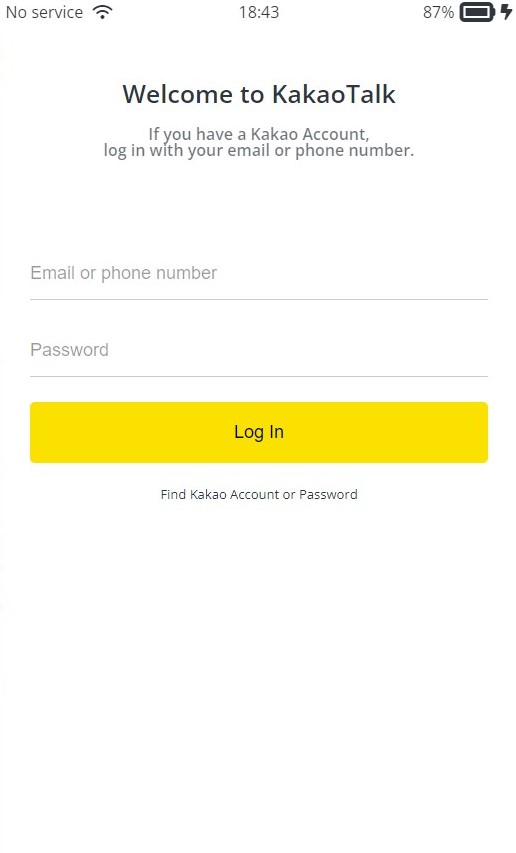 No service 18:43 87%
Welcome to KakaoTalk
If you have a Kakao Account,
log in with your email or phone number.
Email or phone number
Password
Log In
Find Kakao Account or Password